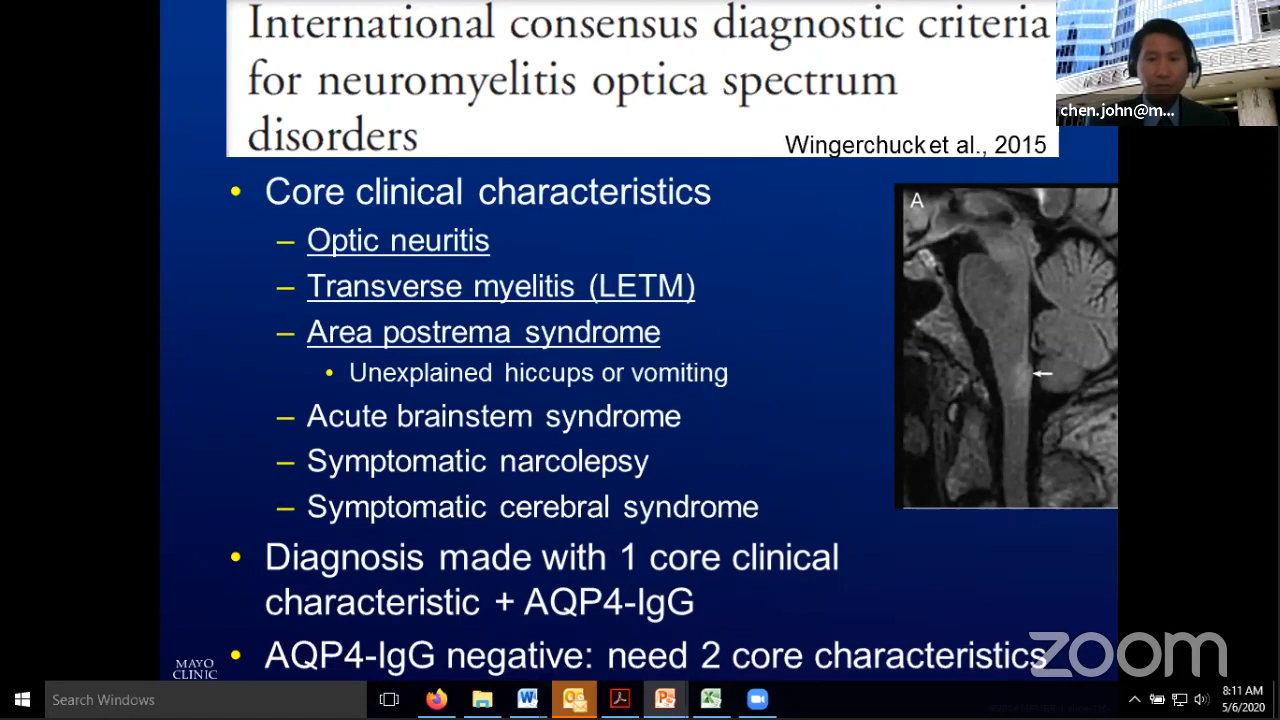 International consensus diagnostic criteria
for neuromyelitis optica spectrum
disorders
Wingerchuck et al., 2015
chen.john@m...
• Core clinical characteristics
– Optic neuritis
– Transverse myelitis (LETM)
– Area postrema syndrome
• Unexplained hiccups or vomiting
– Acute brainstem syndrome
– Symptomatic narcolepsy
– Symptomatic cerebral syndrome
• Diagnosis made with 1 core clinical
characteristic + AQP4-IgG
• AQP4-IgG negative: need 2 core characteristics
A
MAYO
CLINIC
zoom
Search Windows
8:11 AM
5/6/2020